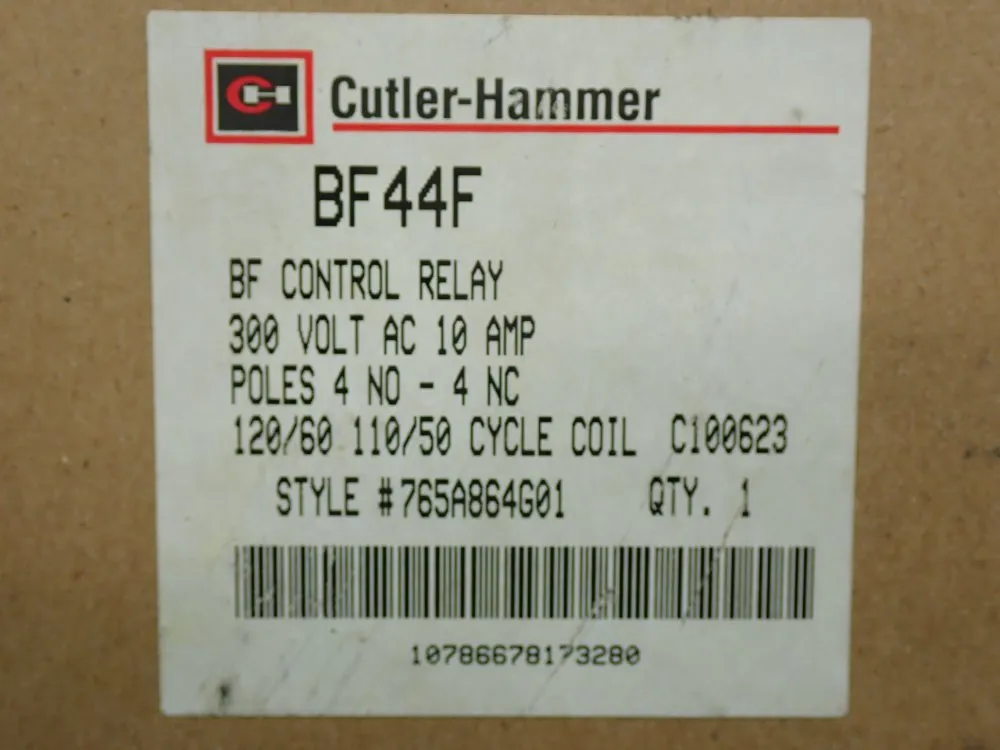 Cutler-Hammer
BF44F
BF CONTROL RELAY
300 VOLT AC 10 AMP
POLES 4 NO - 4 NC
120/60 110/50 CYCLE COIL C100623
STYLE #765A864G01 QTY. 1
10786678173280